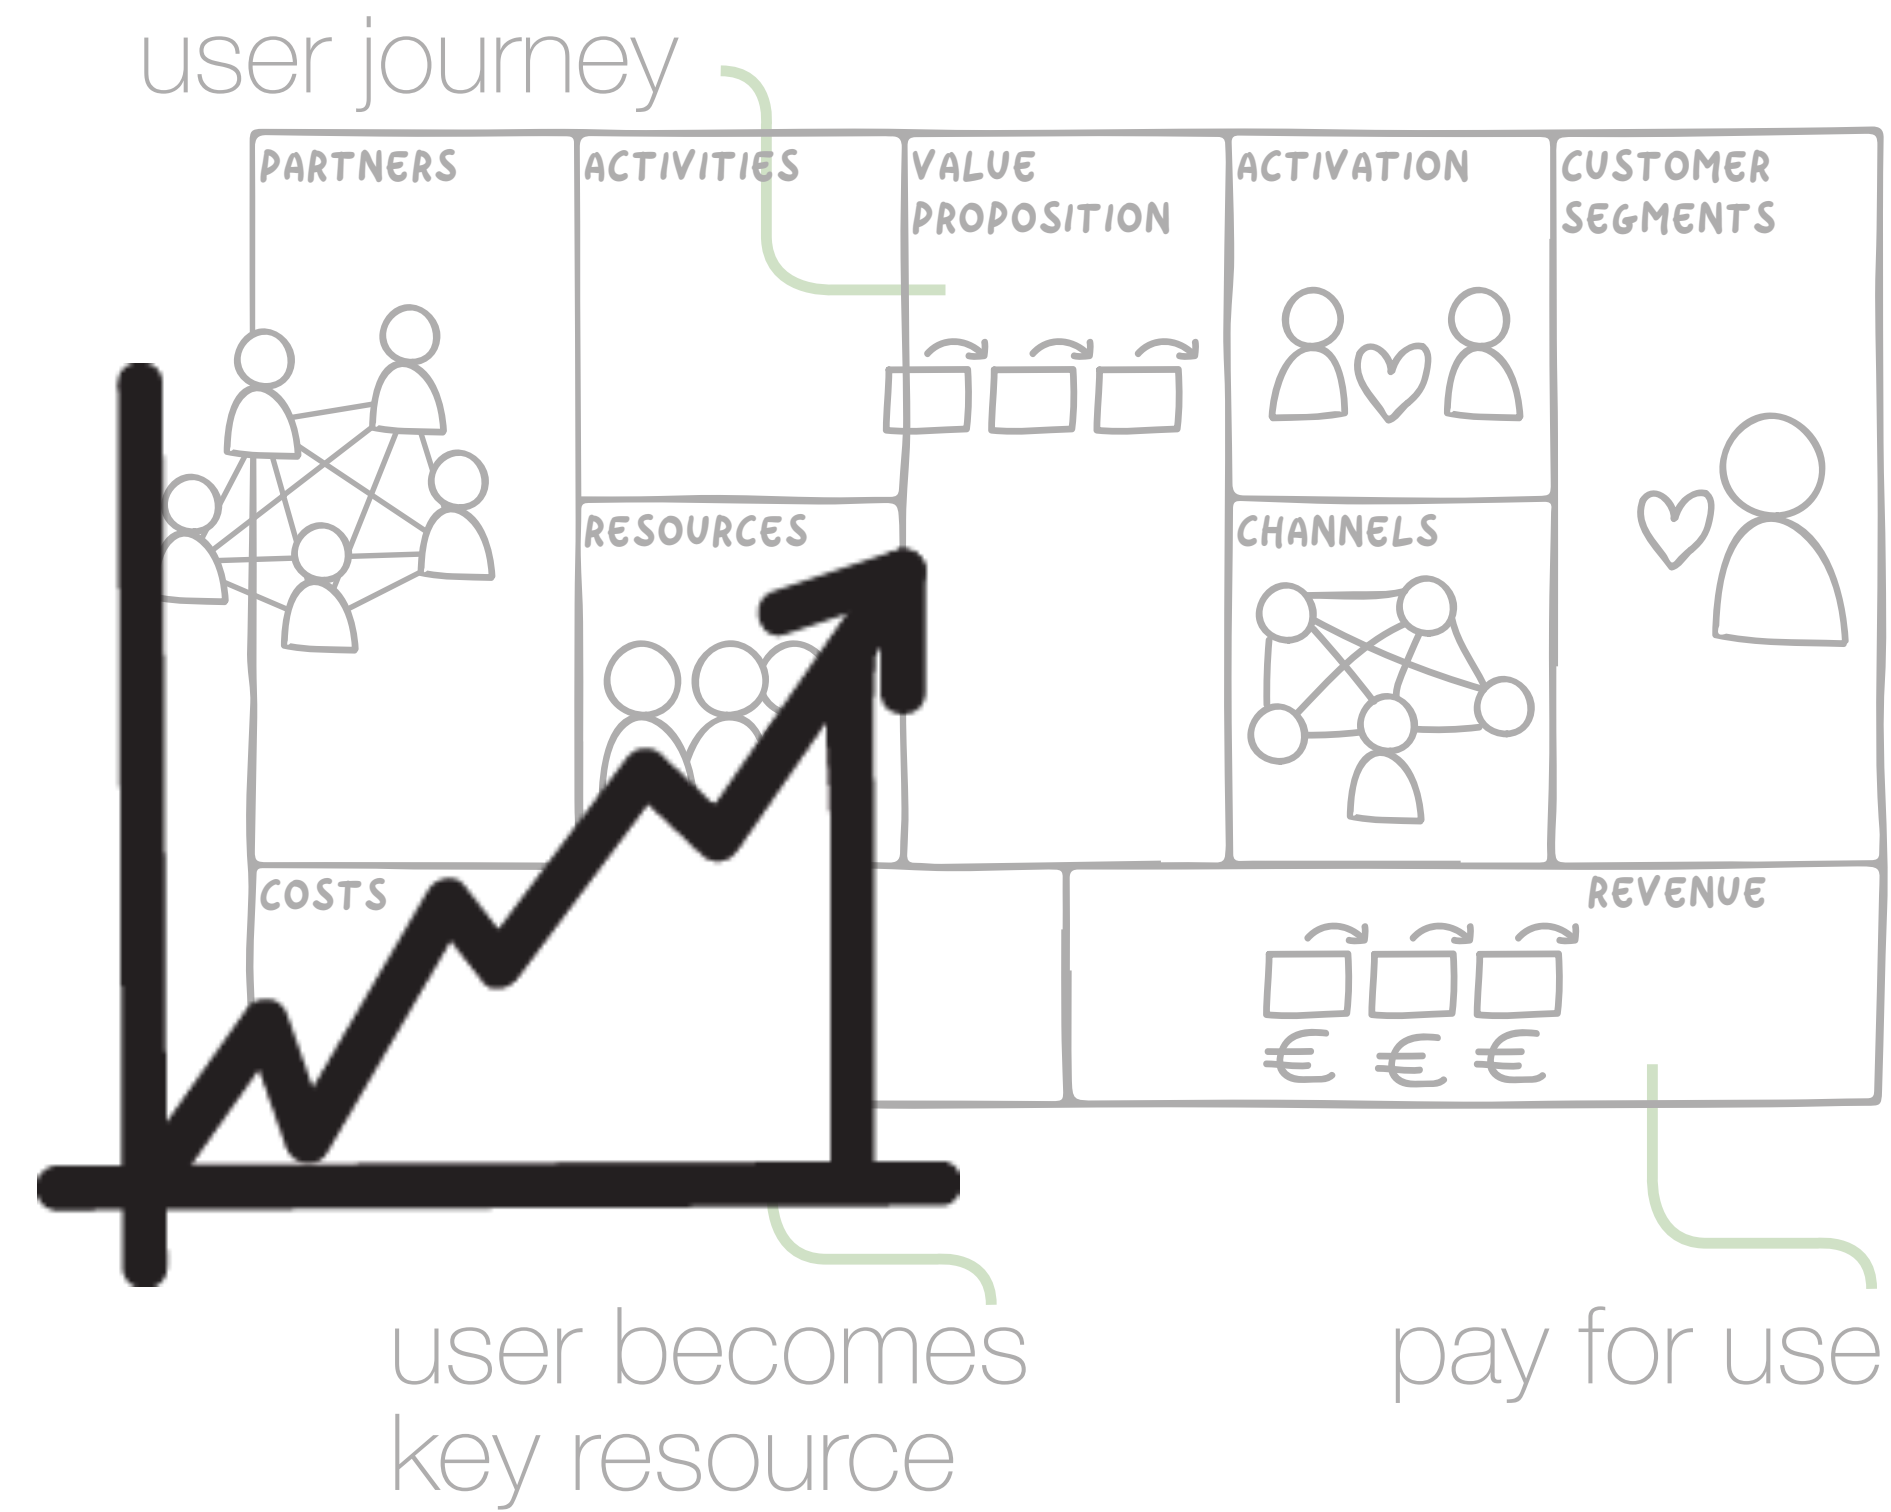 user journey
PARTNERS
ACTIVITIES
VALUE
PROPOSITION
ACTIVATION
CUSTOMER
SEGMENTS
RESOURCES
CHANNELS
COSTS
REVENUE
€ € €
user becomes
key resource
pay for use